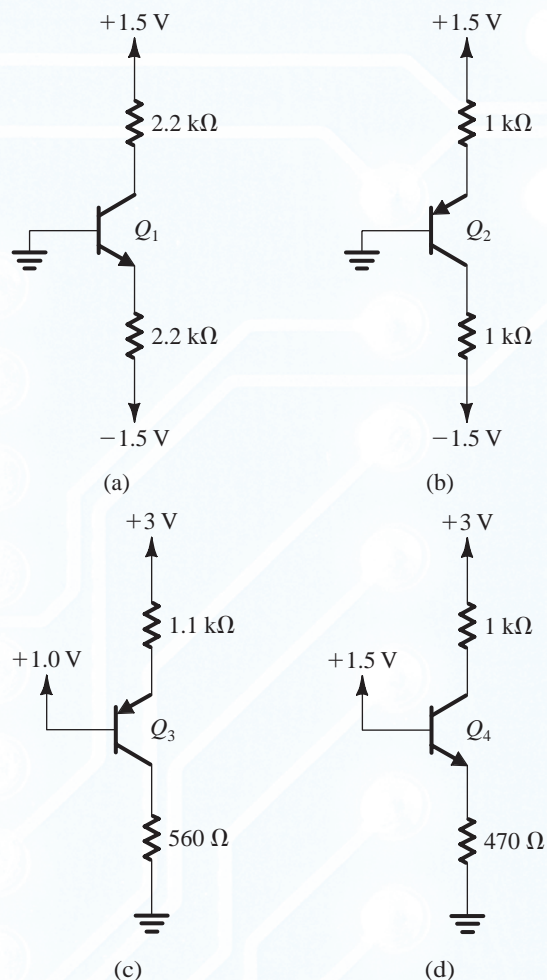 +1.5 V
+1.5 V
2.2 kΩ
1 kΩ
Q1
Q2
2.2 kΩ
1 kΩ
−1.5 V
−1.5 V
(a)
(b)
+3 V
+3 V
1.1 kΩ
1 kΩ
+1.0 V
+1.5 V
Q3
Q4
560 Ω
470 Ω
(c)
(d)